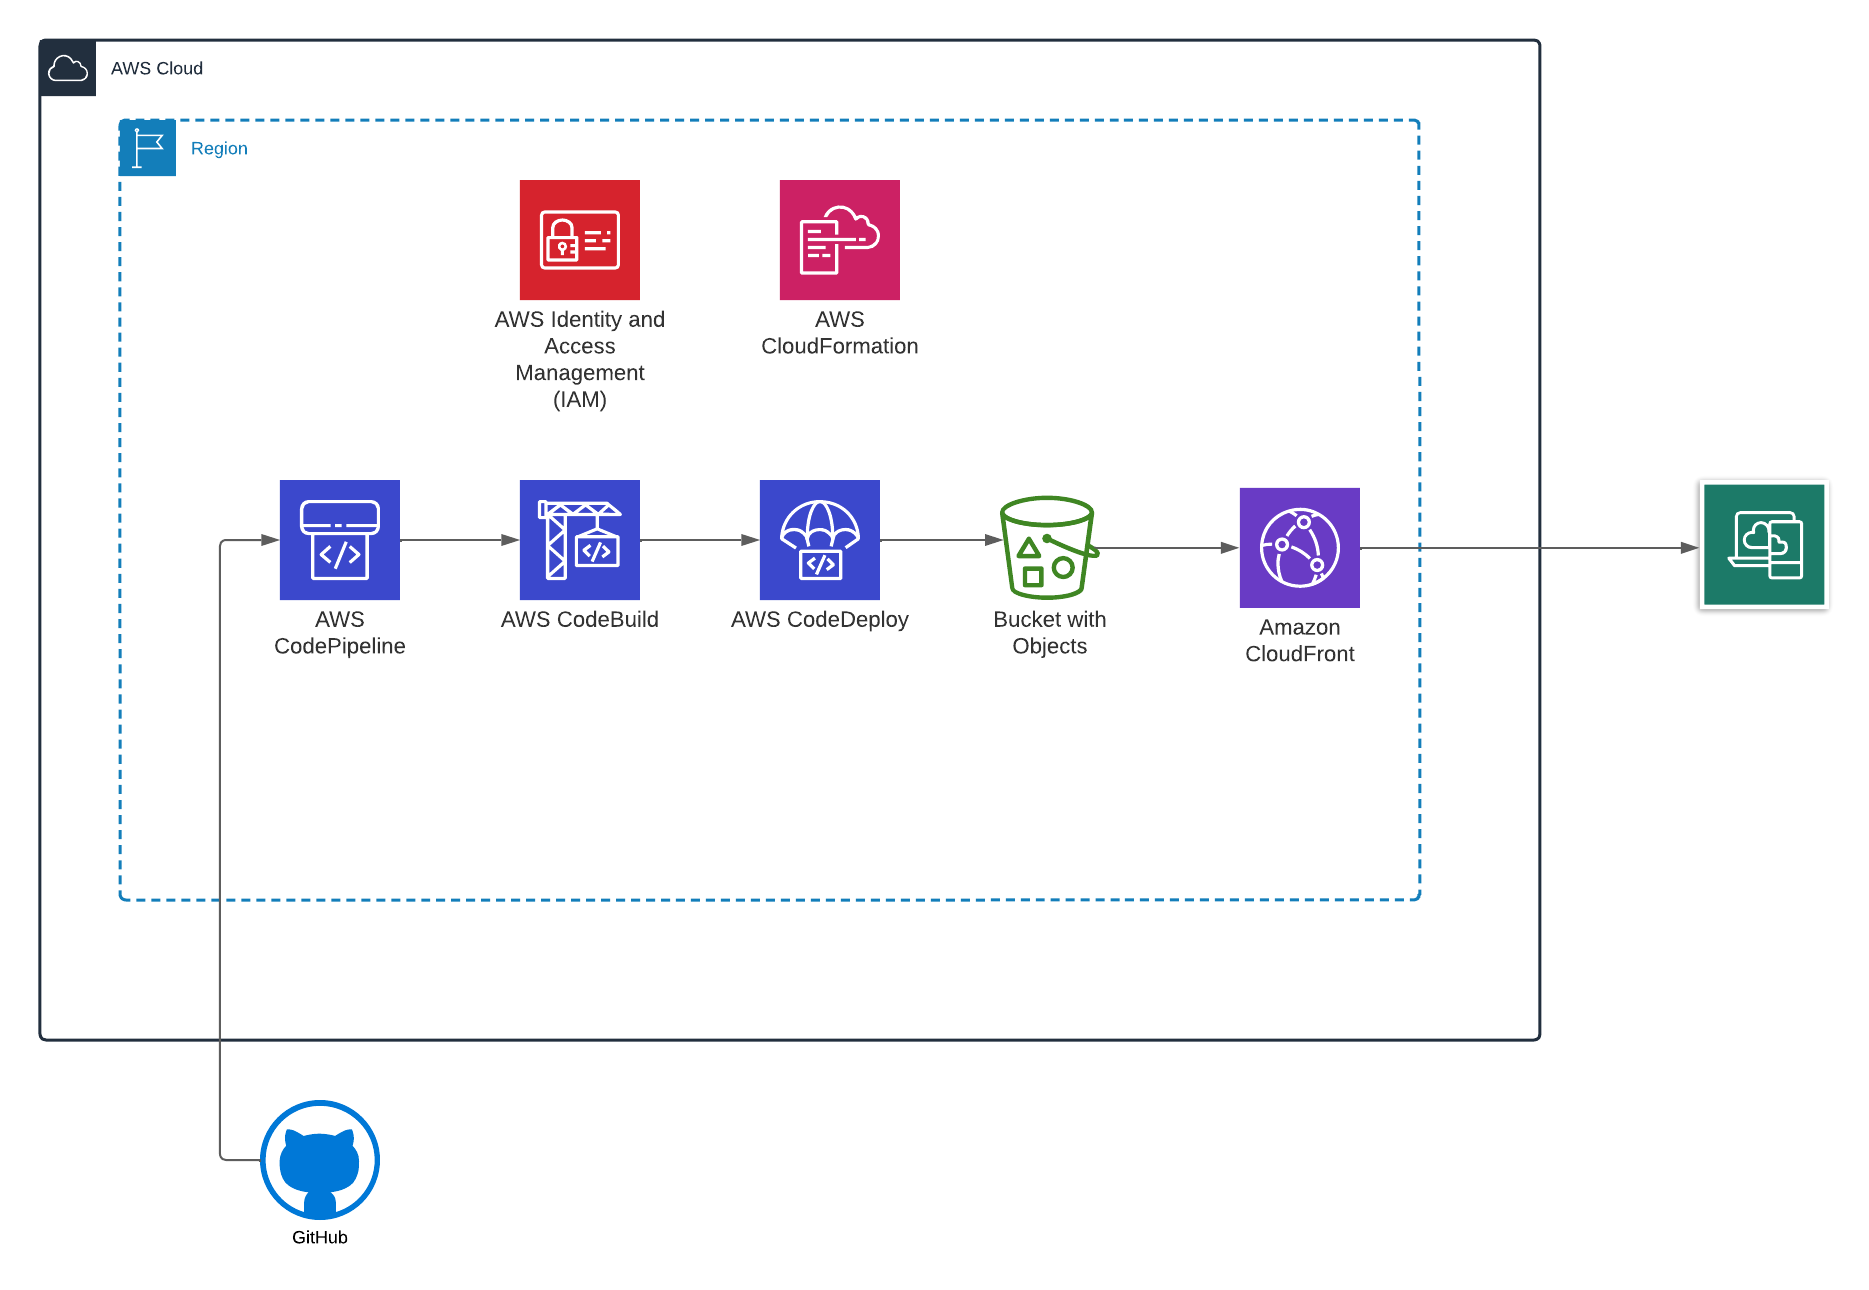 AWS Cloud
Region
AWS Identity and
Access
Management
(IAM)
AWS
CloudFormation
AWS
CodePipeline
AWS CodeBuild
AWS CodeDeploy
Bucket with
Objects
Amazon
CloudFront
GitHub